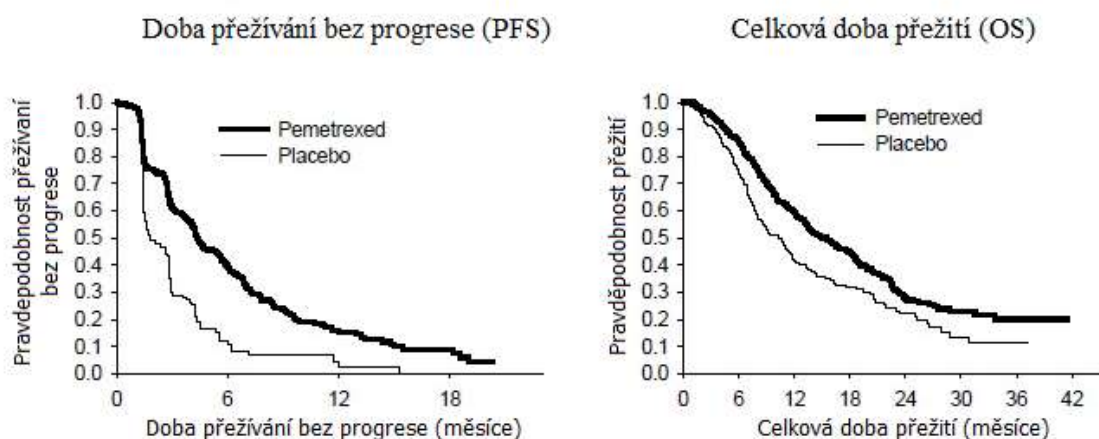 Doba přežívání bez progrese (PFS)
Pravdepodobnost přežívaní
bez progrese
1.0
0.9
0.8
0.7
0.6
0.5
0.4
0.3
0.2
0.1
0.0
Pemetrexed
Placebo
0 6 12 18
Doba přežívání bez progrese (měsíce)
Celková doba přežití (OS)
Pravděpodobnost přežití
1.0
0.9
0.8
0.7
0.6
0.5
0.4
0.3
0.2
0.1
0.0
Pemetrexed
Placebo
0 6 12 18 24 30 36 42
Celková doba přežití (měsíce)